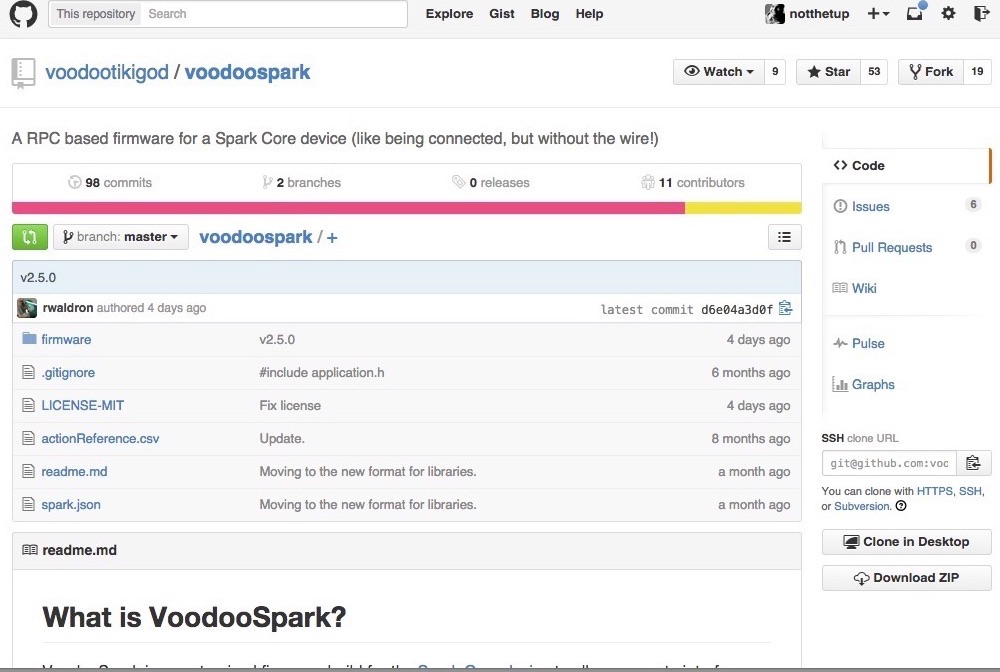 This repository Search Explore Gist Blog Help notthetup
voodootikigod / voodoospark Watch 9 Star 53 Fork 19
A RPC based firmware for a Spark Core device (like being connected, but without the wire!)
98 commits 2 branches 0 releases 11 contributors
branch: master voodoospark / +
v2.5.0
rwaldron authored 4 days ago latest commit d6e04a3d0f
firmware v2.5.0 4 days ago
.gitignore #include application.h 6 months ago
LICENSE-MIT Fix license 4 days ago
actionReference.csv Update. 8 months ago
readme.md Moving to the new format for libraries. a month ago
spark.json Moving to the new format for libraries. a month ago
readme.md
What is VoodooSpark?
Code
Issues 6
Pull Requests 0
Wiki
Pulse
Graphs
SSH clone URL
git@github.com:voo
You can clone with HTTPS, SSH,
or Subversion.
Clone in Desktop
Download ZIP